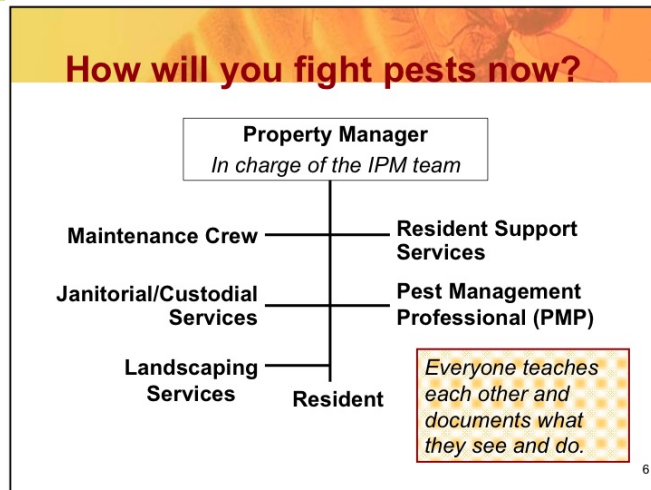 How will you fight pests now?
Property Manager
In charge of the IPM team
Maintenance Crew
Resident Support
Services
Janitorial/Custodial
Services
Pest Management
Professional (PMP)
Landscaping
Services
Resident
Everyone teaches
each other and
documents what
they see and do.
6